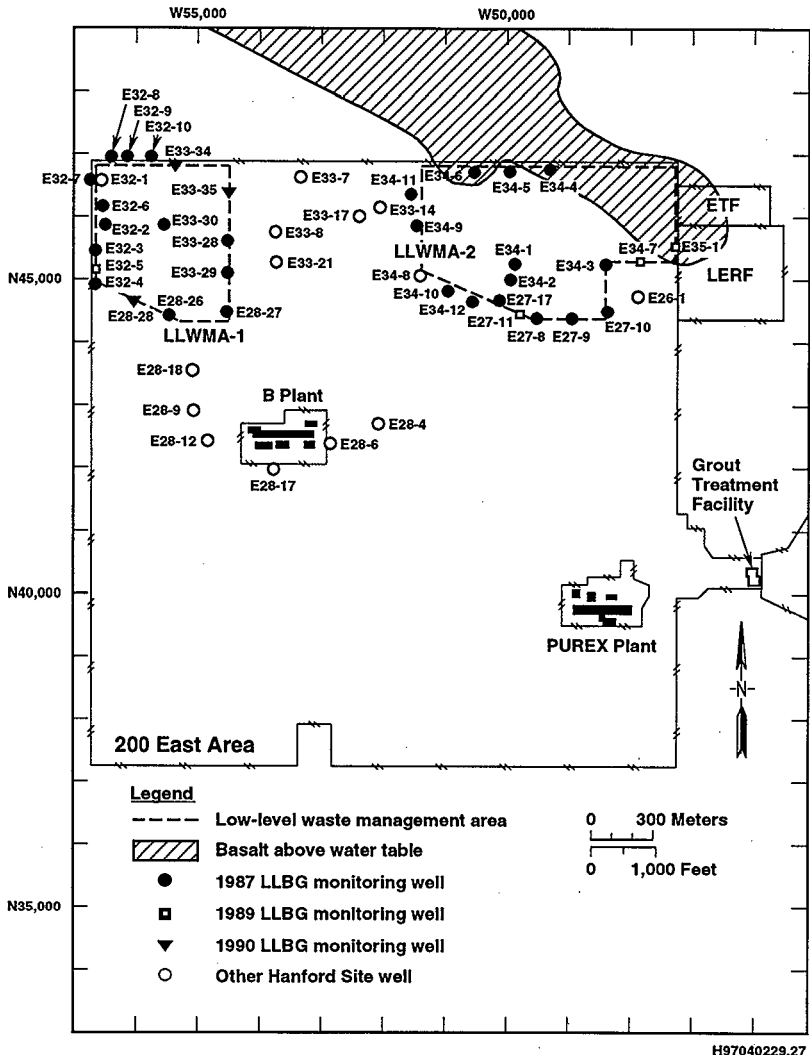 W55,000
W50,000
E32-8
E32-9
E32-10
E33-34
E32-7
E32-1
E33-35
E33-7
E34-11
E34-6
E34-5
E34-4
E32-6
E33-17
E33-14
ETF
E32-2
E33-30
E33-8
E34-9
E32-3
E33-28
LLWMA-2
E34-1
E34-7
E35-1
N45,000
E32-5
E33-29
E33-21
E34-8
E34-2
E34-3
LERF
E32-4
E34-10
E27-17
E26-1
E28-28
E28-26
E28-27
E34-12
E27-11
E27-8
E27-9
E27-10
LLWMA-1
E28-18
B Plant
E28-9
E28-4
E28-12
E28-6
E28-17
Grout
Treatment
Facility
N40,000
PUREX Plant
N
200 East Area
Legend
Low-level waste management area
0 300 Meters
Basalt above water table
0 1,000 Feet
1987 LLBG monitoring well
N35,000
1989 LLBG monitoring well
1990 LLBG monitoring well
Other Hanford Site well
H97040229.27